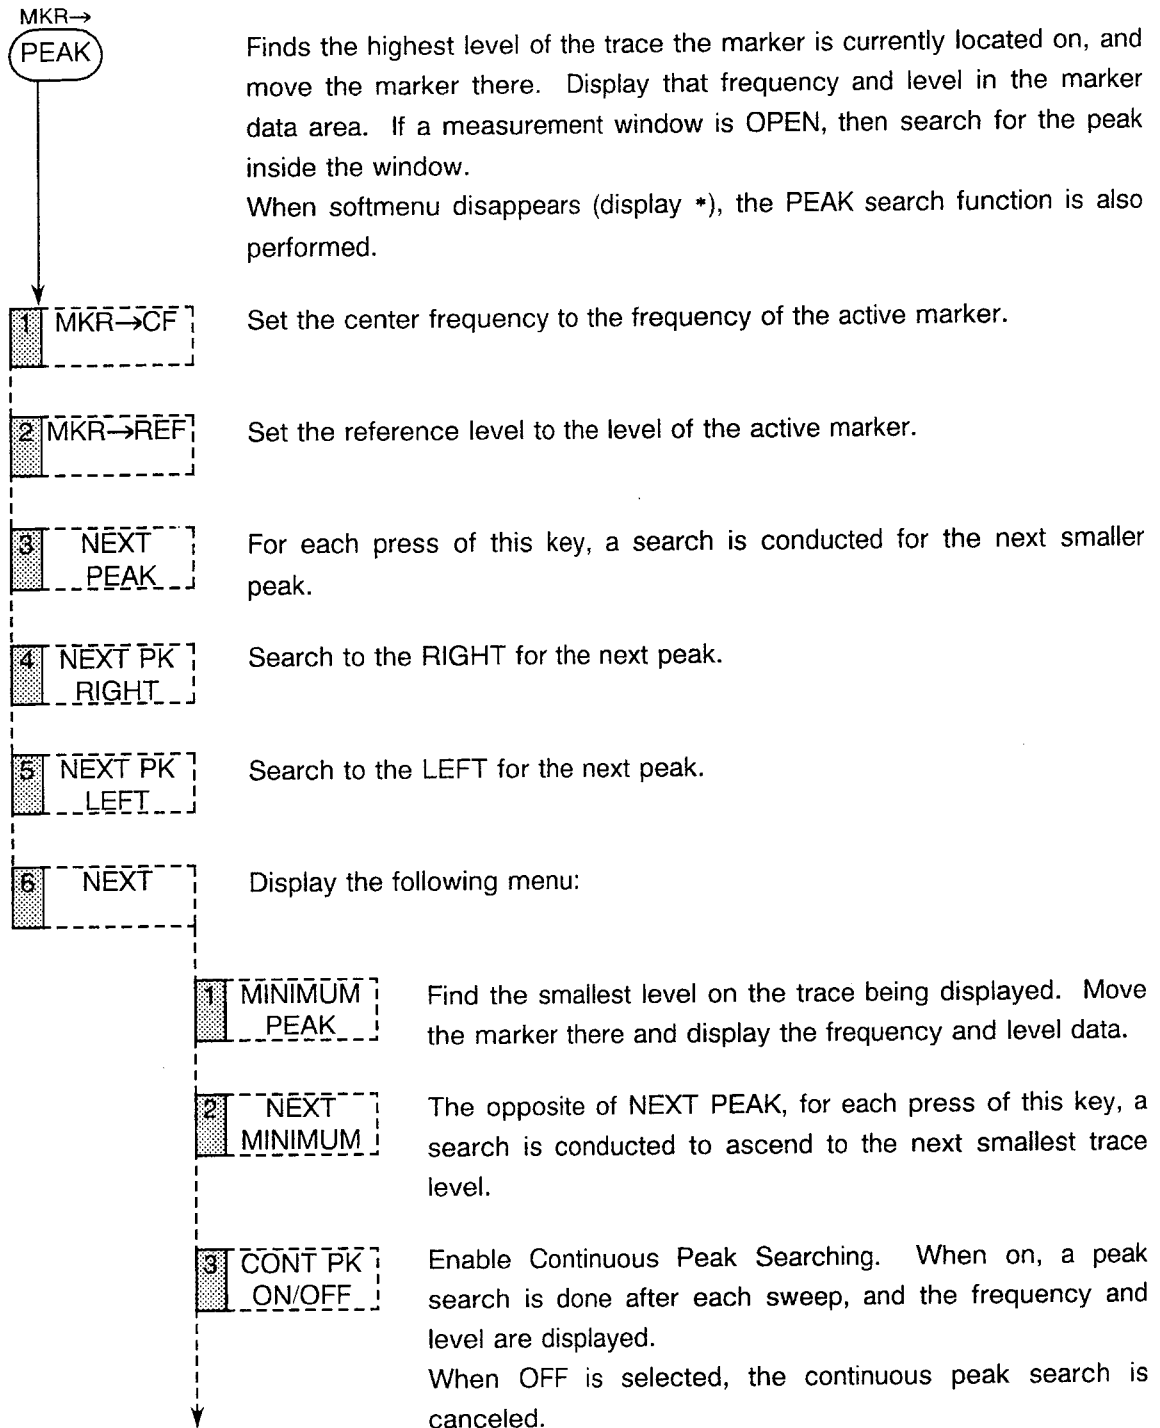 MKR→
PEAK
Finds the highest level of the trace the marker is currently located on, and
move the marker there. Display that frequency and level in the marker
data area. If a measurement window is OPEN, then search for the peak
inside the window.
When softmenu disappears (display *), the PEAK search function is also
performed.
1 MKR→CF
Set the center frequency to the frequency of the active marker.
2 MKR→REF
Set the reference level to the level of the active marker.
3 NEXT
PEAK
For each press of this key, a search is conducted for the next smaller
peak.
4 NEXT PK
RIGHT
Search to the RIGHT for the next peak.
5 NEXT PK
LEFT
Search to the LEFT for the next peak.
6 NEXT
Display the following menu:
1 MINIMUM
PEAK
Find the smallest level on the trace being displayed. Move
the marker there and display the frequency and level data.
2 NEXT
MINIMUM
The opposite of NEXT PEAK, for each press of this key, a
search is conducted to ascend to the next smallest trace
level.
3 CONT PK
ON/OFF
Enable Continuous Peak Searching. When on, a peak
search is done after each sweep, and the frequency and
level are displayed.
When OFF is selected, the continuous peak search is
canceled.